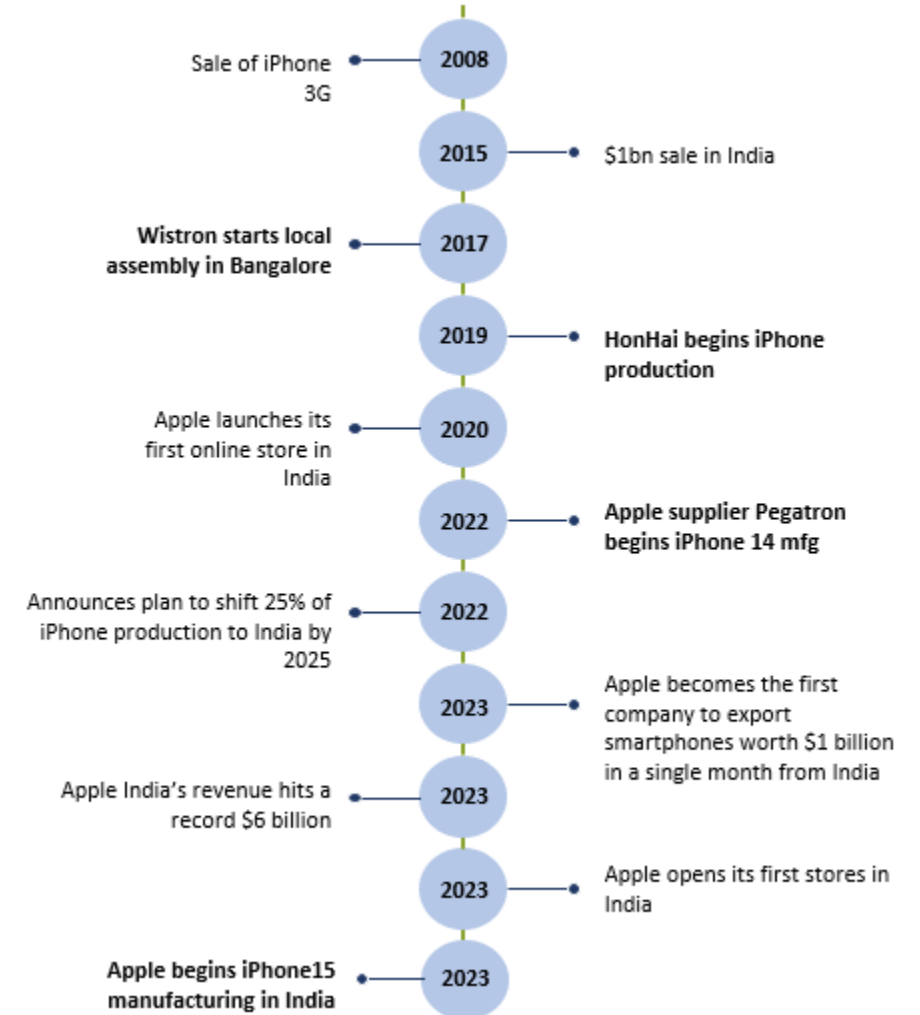 2008
Sale of iPhone
3G
2015
$1bn sale in India
2017
Wistron starts local
assembly in Bangalore
2019
HonHai begins iPhone
production
2020
Apple launches its
first online store in
India
2022
Apple supplier Pegatron
begins iPhone 14 mfg
2022
Announces plan to shift 25% of
iPhone production to India by
2025
2023
Apple becomes the first
company to export
smartphones worth $1 billion
in a single month from India
2023
Apple India’s revenue hits a
record $6 billion
2023
Apple opens its first stores in
India
2023
Apple begins iPhone15
manufacturing in India